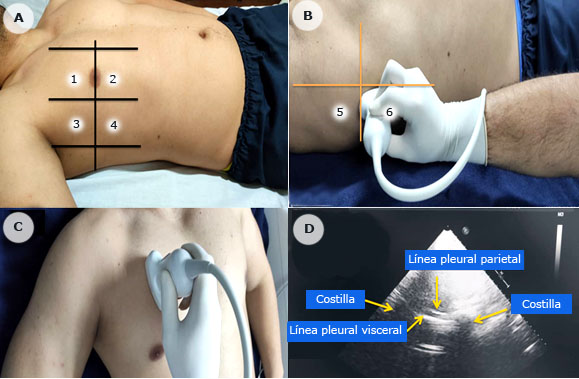 A
1 2
3 4
B
5 6
C
D
Línea pleural parietal
Costilla
Costilla
Línea pleural visceral